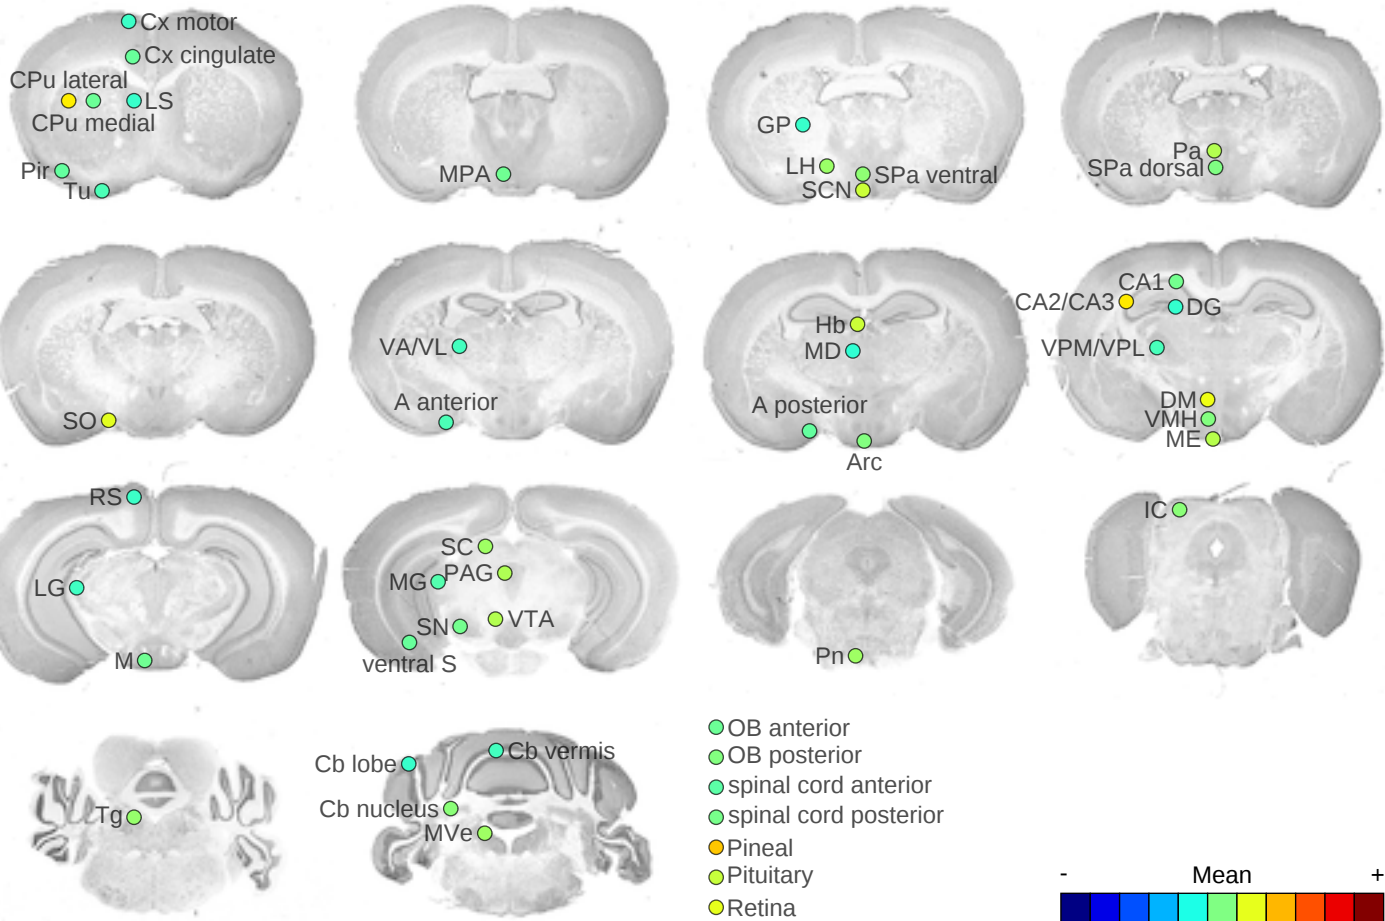 Cx motor
Cx cingulate
CPu lateral
LS
CPu medial
Pir
Tu
MPA
GP
LH
SPa ventral
SCN
Pa
SPa dorsal
SO
VA/VL
A anterior
Hb
MD
A posterior
Arc
CA1
CA2/CA3
DG
VPM/VPL
DM
VMH
ME
RS
LG
M
SC
MG
PAG
SN
VTA
ventral S
Pn
IC
Tg
Cb lobe
Cb vermis
Cb nucleus
MVe
OB anterior
OB posterior
spinal cord anterior
spinal cord posterior
Pineal
Pituitary
Retina
- Mean +